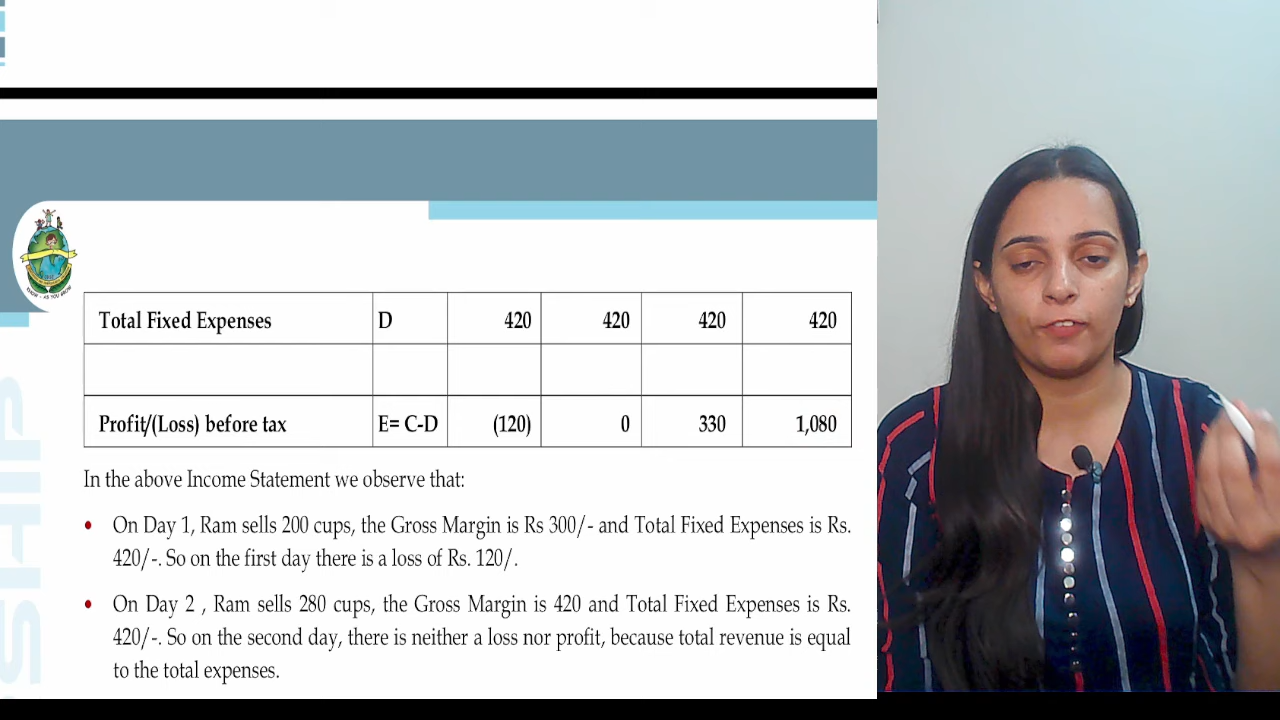 Total Fixed Expenses D 420 420 420 420
Profit/(Loss) before tax E= C-D (120) 0 330 1,080
In the above Income Statement we observe that:
• On Day 1, Ram sells 200 cups, the Gross Margin is Rs 300/- and Total Fixed Expenses is Rs.
420/-. So on the first day there is a loss of Rs. 120/.
• On Day 2 , Ram sells 280 cups, the Gross Margin is 420 and Total Fixed Expenses is Rs.
420/-. So on the second day, there is neither a loss nor profit, because total revenue is equal
to the total expenses.